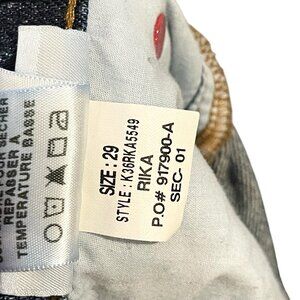 SIZE: 29
STYLE: K36RKA5549
RIKA
P.O# 917900-A
SEC. 01
SECHER
REPASSER A
TEMPERATURE BASSE